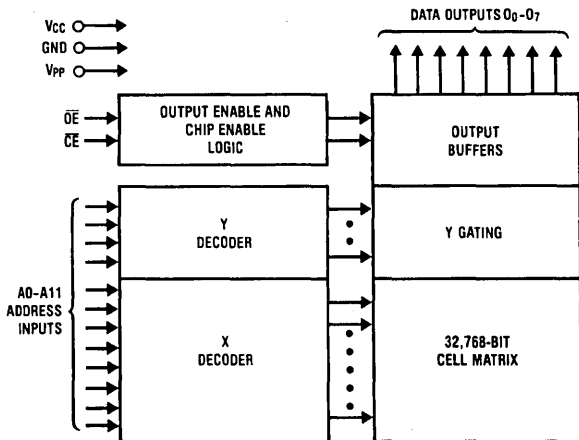 DATA OUTPUTS O0-O7
VCC
GND
VPP
OE
CE
OUTPUT ENABLE AND
CHIP ENABLE
LOGIC
OUTPUT
BUFFERS
Y
DECODER
Y GATING
A0-A11
ADDRESS
INPUTS
X
DECODER
32,768-BIT
CELL MATRIX